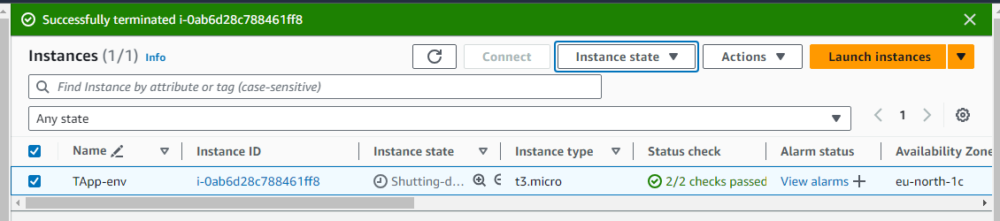 Successfully terminated i-0ab6d28c788461ff8
Instances (1/1) Info Connect Instance state Actions Launch instances
Find Instance by attribute or tag (case-sensitive)
Any state 1
Name Instance ID Instance state Instance type Status check Alarm status Availability Zone
TApp-env i-0ab6d28c788461ff8 Shutting-d... t3.micro 2/2 checks passed View alarms + eu-north-1c